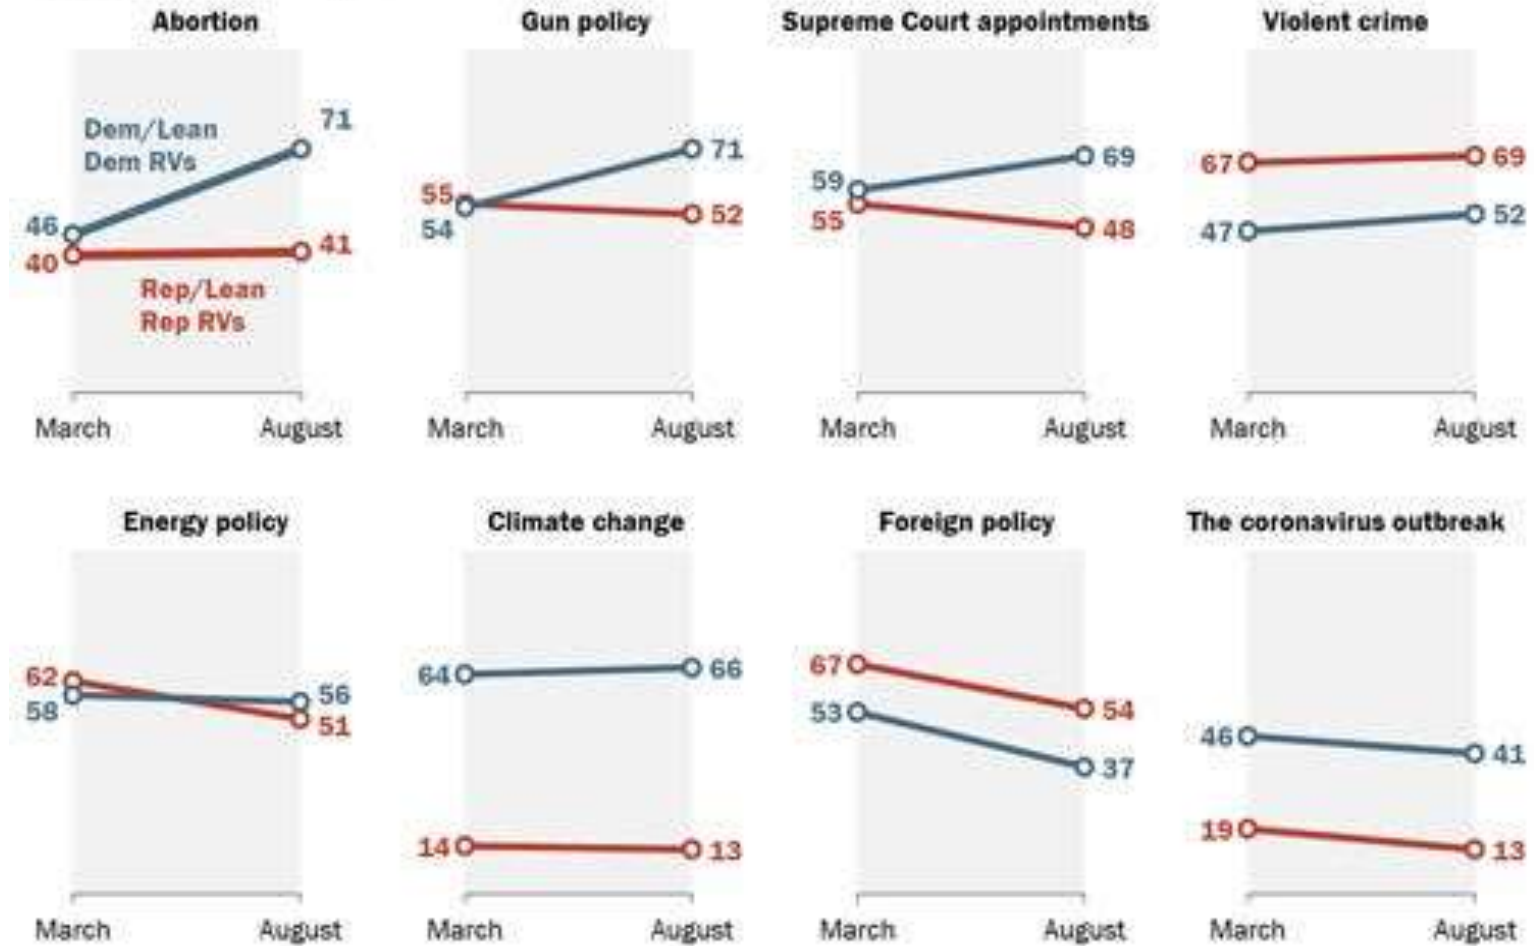 Abortion
Gun policy
Supreme Court appointments
Violent crime
Dem/Lean
Dem RVs
71
46
40
41
Rep/Lean
Rep RVs
55
54
71
52
59
55
69
48
67
69
47
52
March
August
March
August
March
August
March
August
Energy policy
Climate change
Foreign policy
The coronavirus outbreak
62
58
56
51
64
66
14
13
67
54
53
37
46
41
19
13
March
August
March
August
March
August
March
August